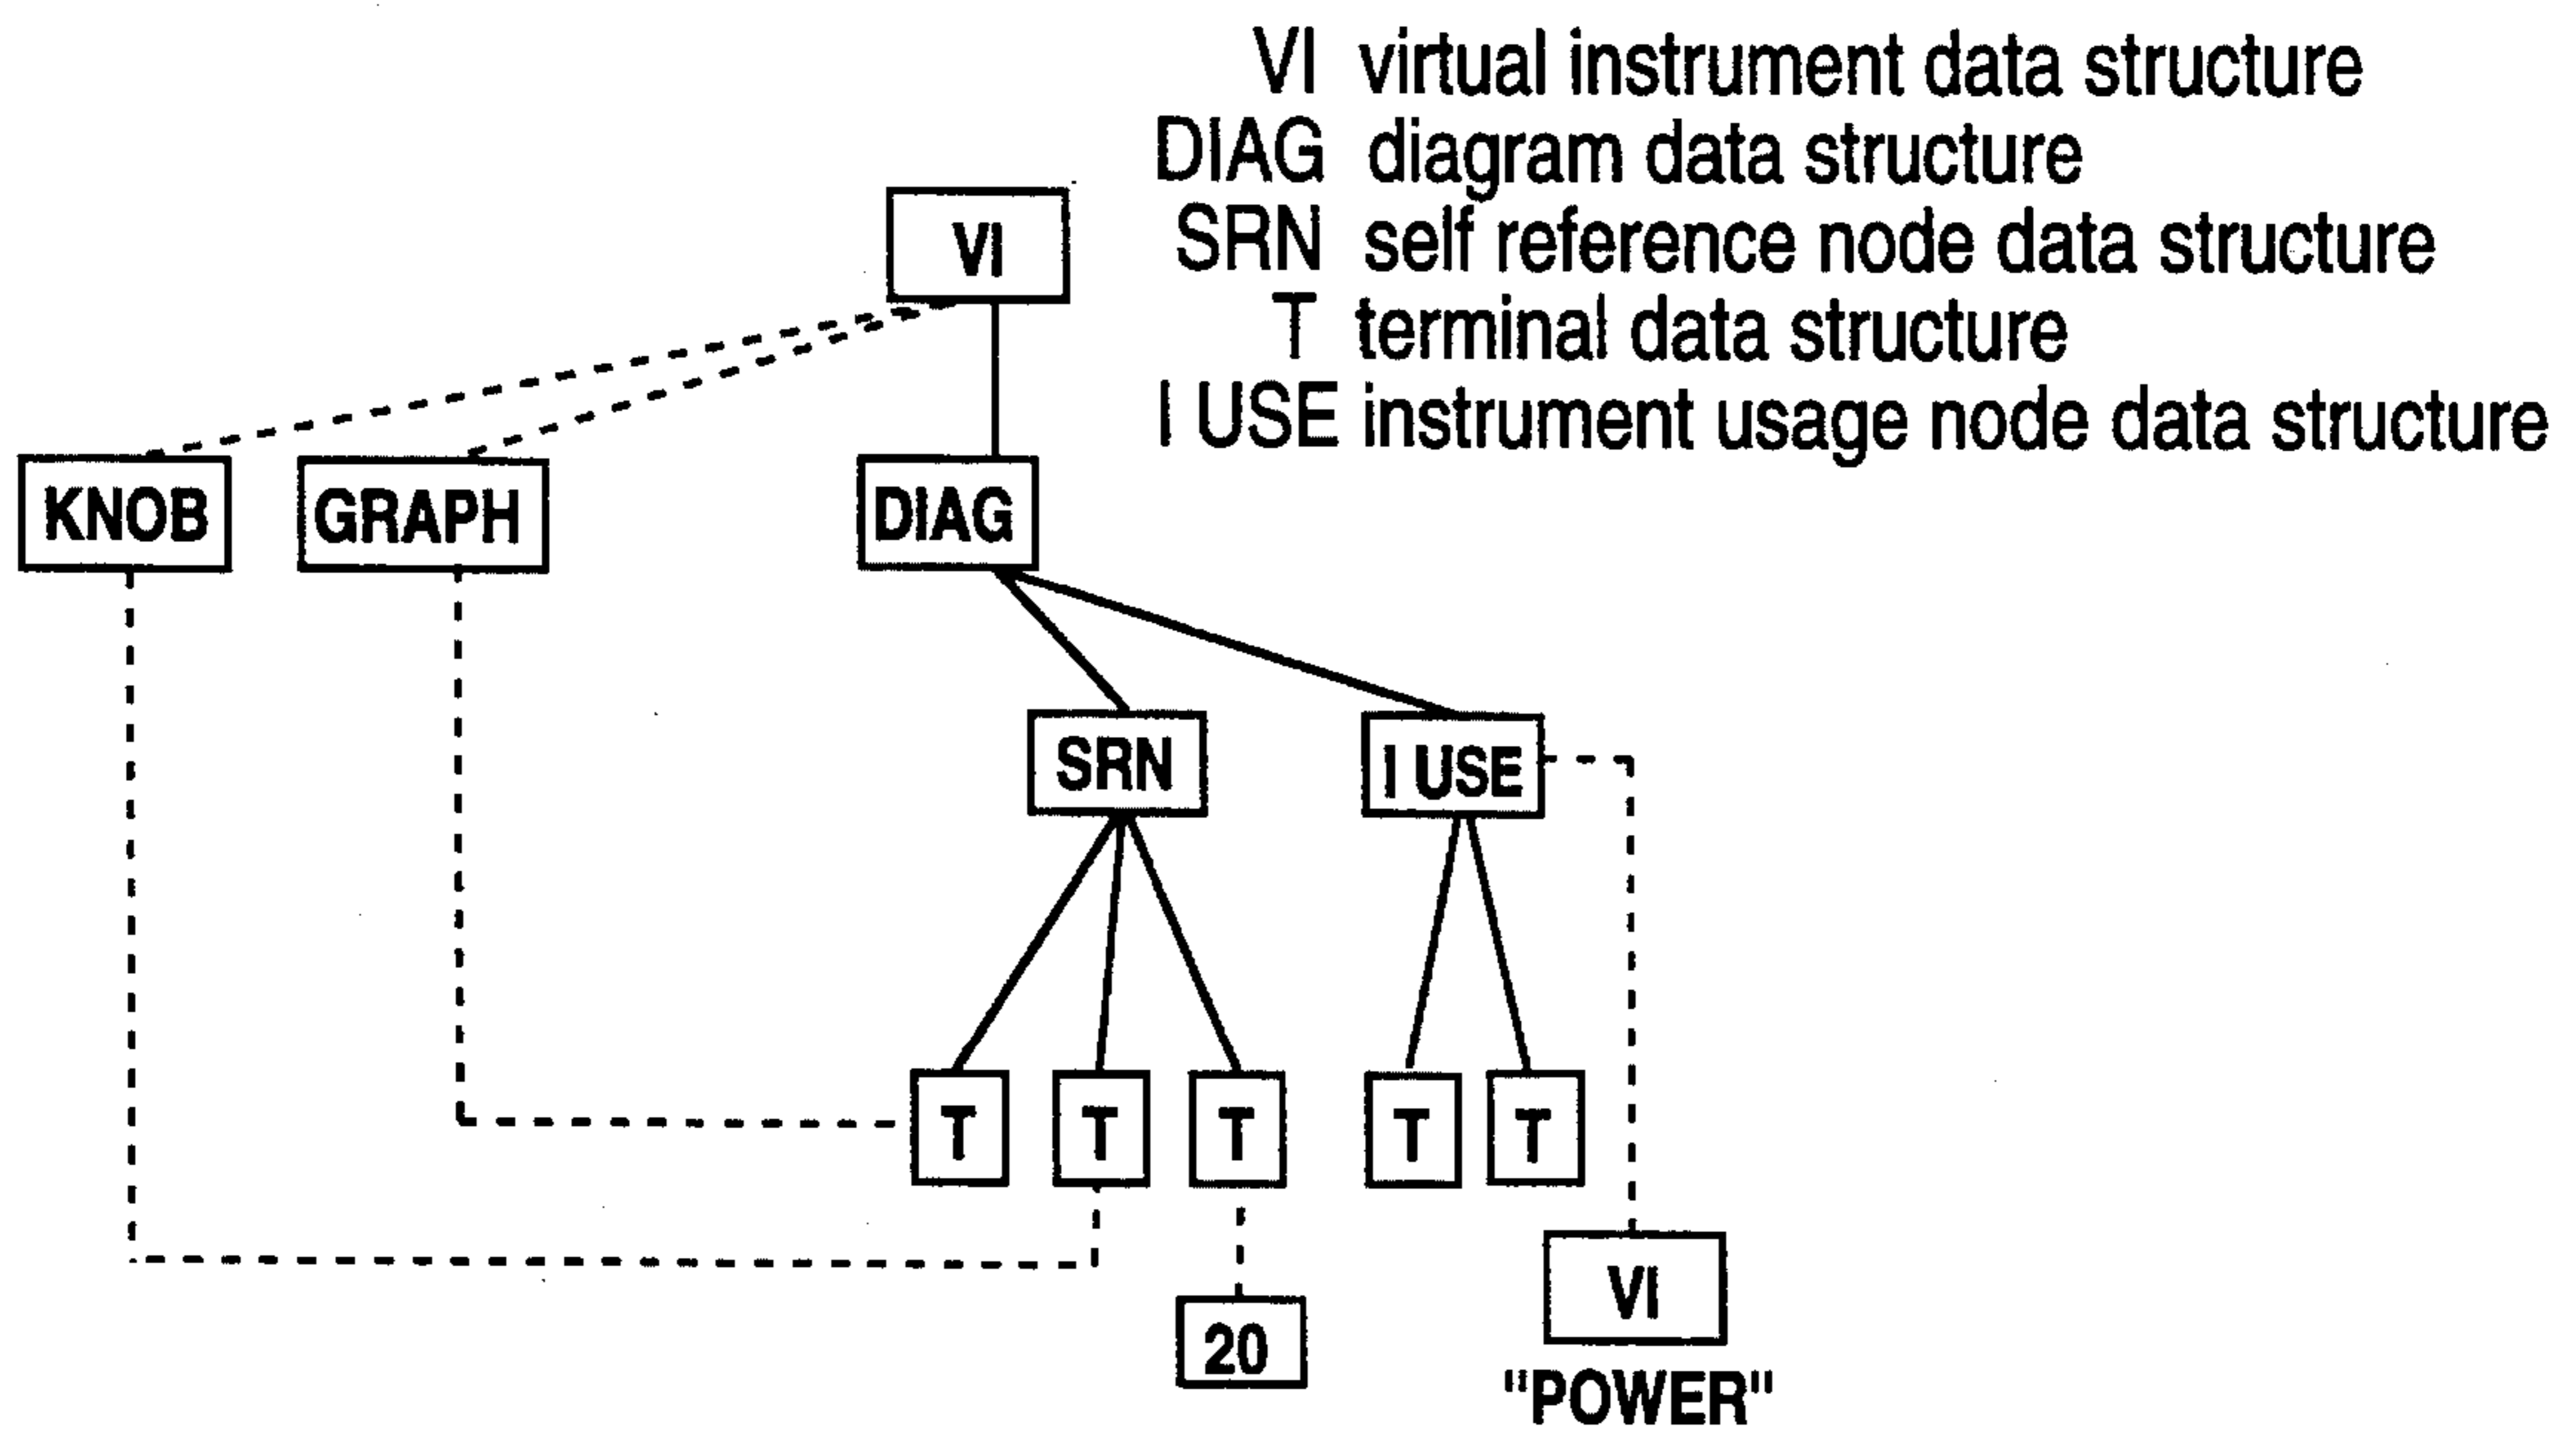 VI virtual instrument data structure
DIAG diagram data structure
SRN self reference node data structure
T terminal data structure
I USE instrument usage node data structure
VI
KNOB GRAPH DIAG
SRN I USE
T T T T T
VI
20
"POWER"